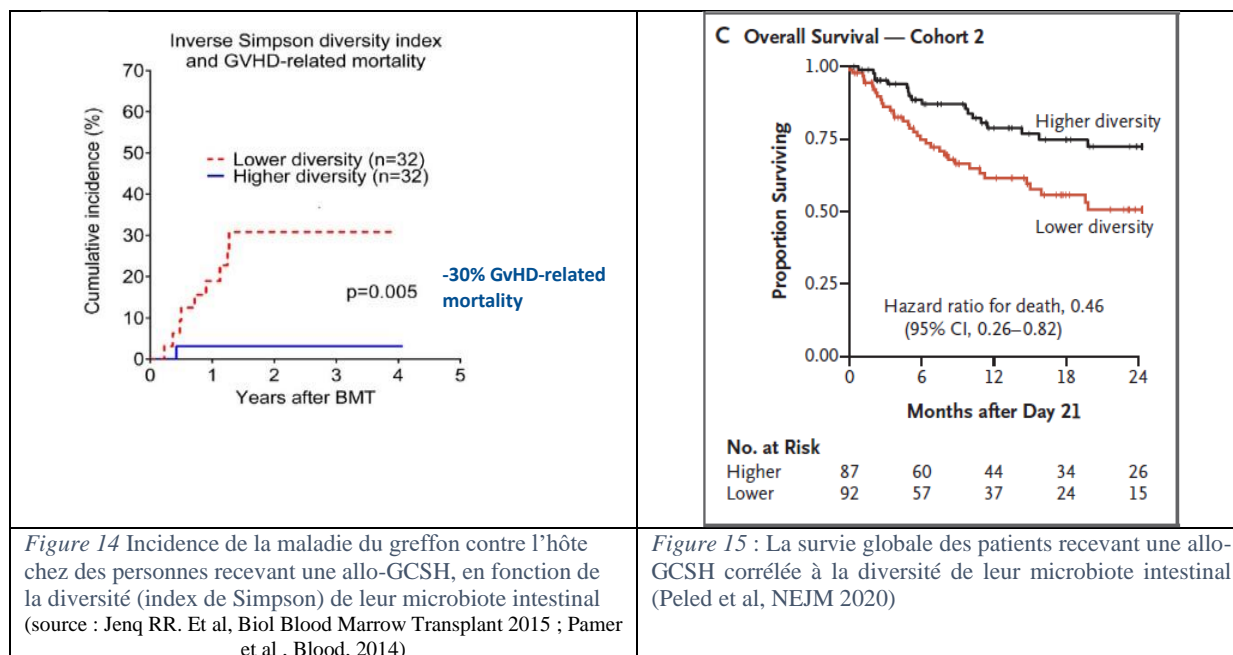 Inverse Simpson diversity index
and GVHD-related mortality
70
60
50
40
30
20
10
0
Cumulative incidence (%)
Lower diversity (n=32)
Higher diversity (n=32)
p=0.005
-30% GvHD-related
mortality
0 1 2 3 4 5
Years after BMT
C Overall Survival — Cohort 2
1.00
0.75
0.50
0.25
0.00
Proportion Surviving
Higher diversity
Lower diversity
Hazard ratio for death, 0.46
(95% CI, 0.26–0.82)
0 6 12 18 24
Months after Day 21
No. at Risk
Higher 87 60 44 34 26
Lower 92 57 37 24 15
Figure 14 Incidence de la maladie du greffon contre l’hôte
chez des personnes recevant une allo-GCSH, en fonction de
la diversité (index de Simpson) de leur microbiote intestinal
(source : Jenq RR. Et al, Biol Blood Marrow Transplant 2015 ; Pamer
et al , Blood, 2014)
Figure 15 : La survie globale des patients recevant une allo-
GCSH corrélée à la diversité de leur microbiote intestinal
(Peled et al, NEJM 2020)